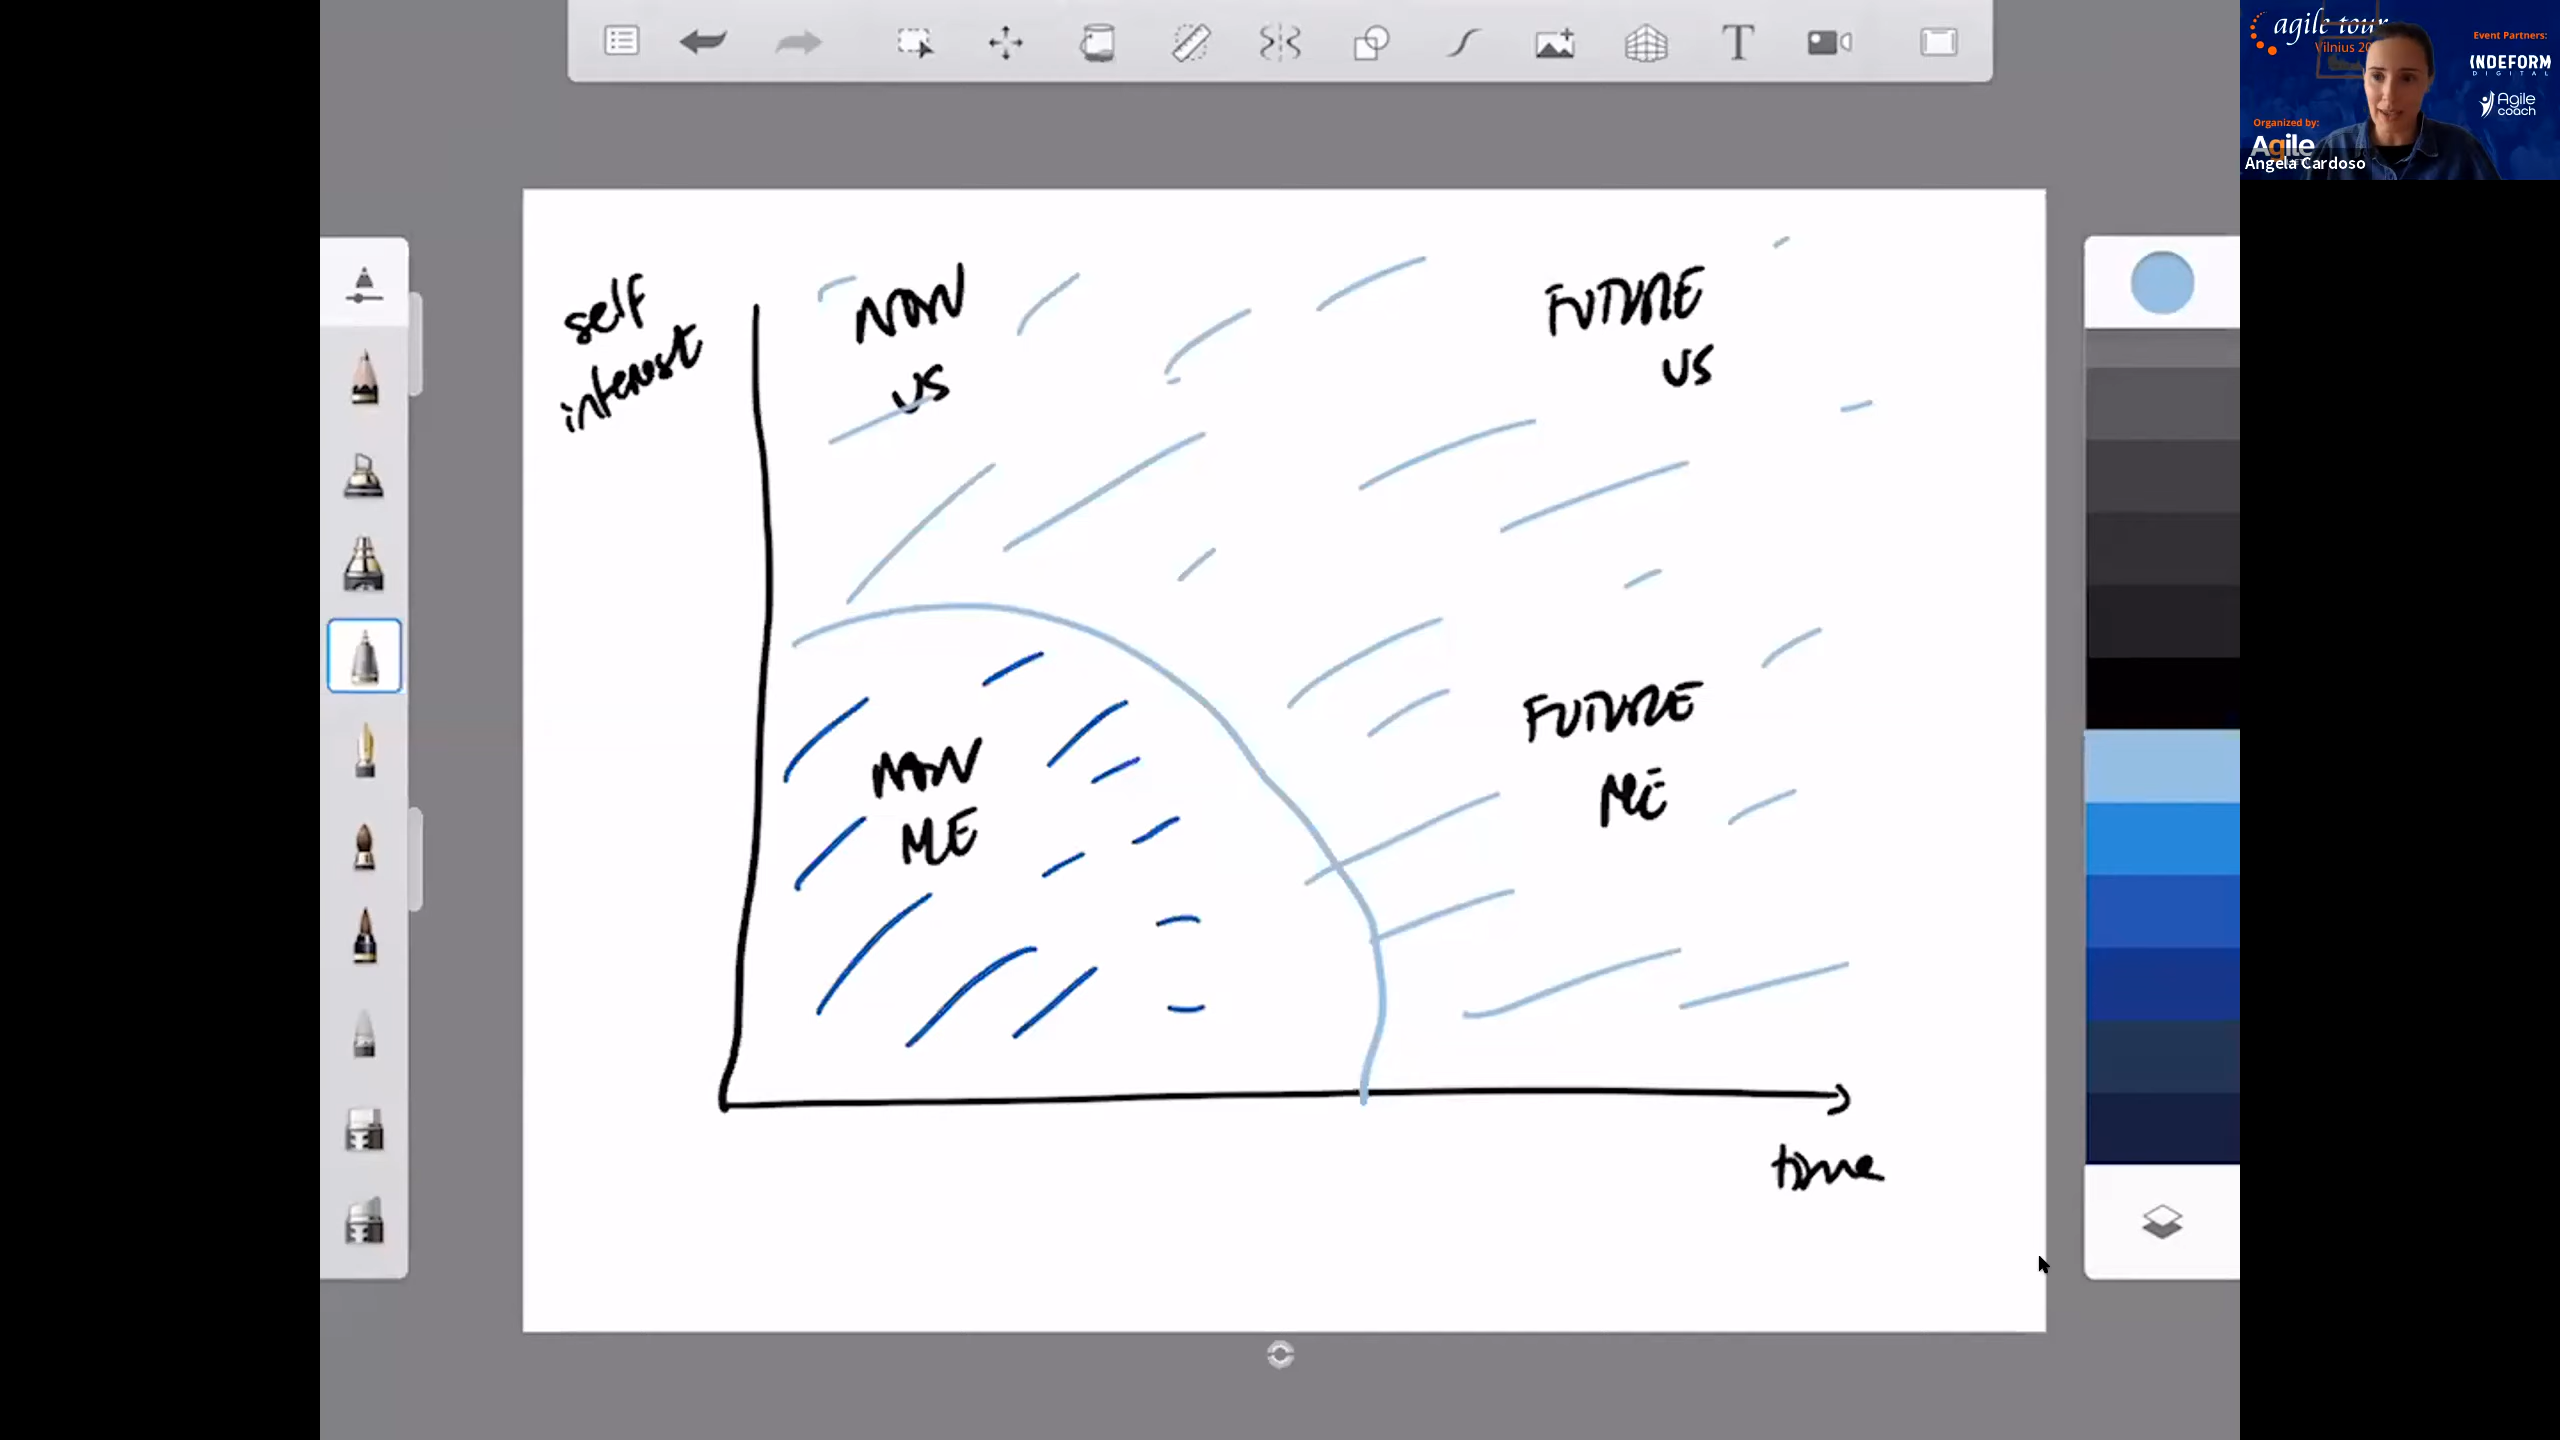 self
interest
NOW
US
FUTURE
US
NOW
ME
FUTURE
ME
time
T
agile tour
Vilnius 20
Event Partners:
INDEFORM
DIGITAL
Agile
coach
Organized by:
Agile
Angela Cardoso